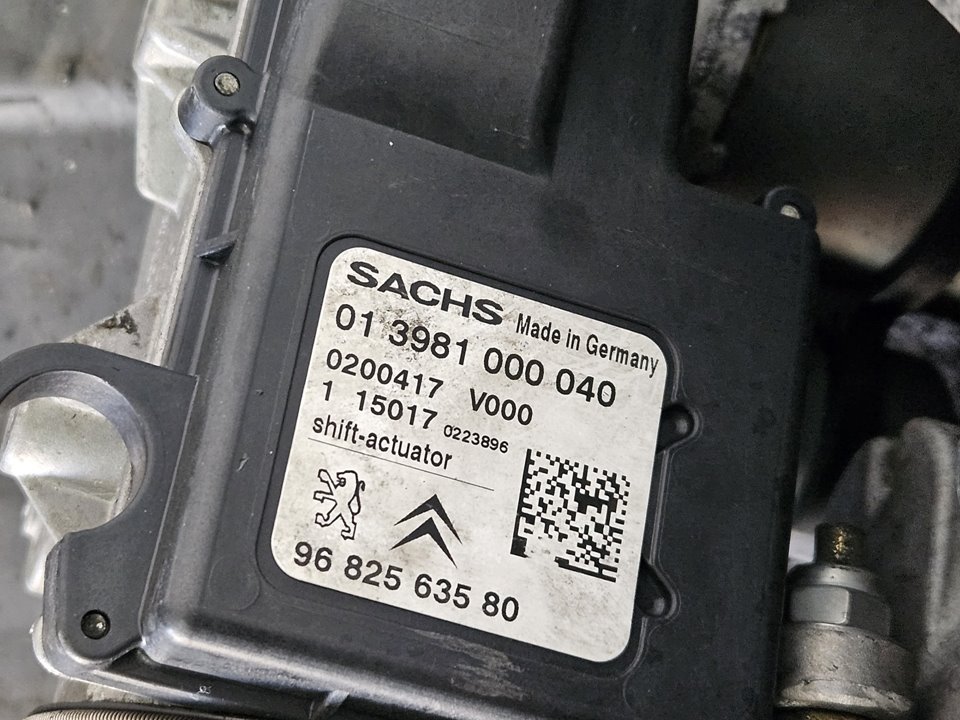 SACHS Made in Germany
01 3981 000 040
0200417 V000
1 15017 0223896
shift-actuator
96 825 635 80